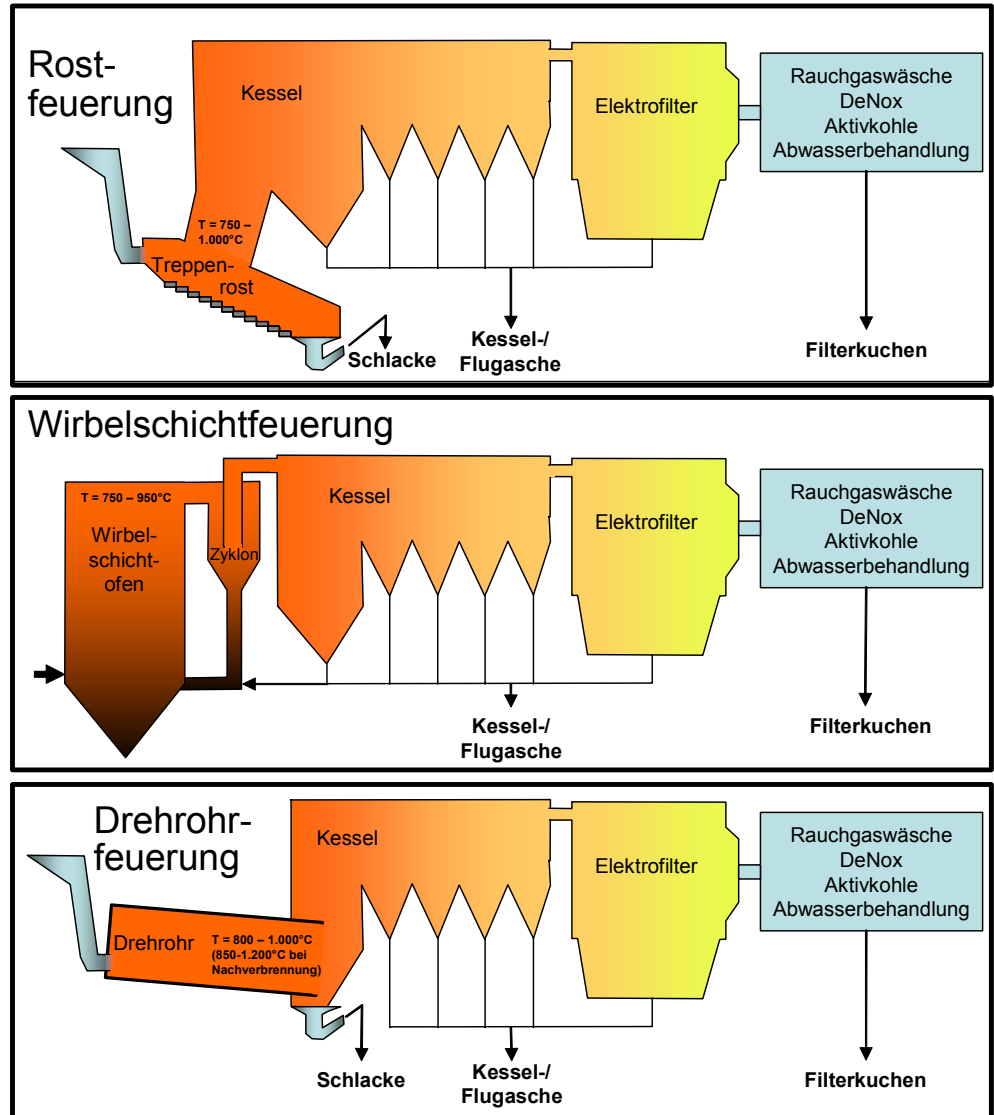 Rost-
feuerung
Kessel
Elektrofilter
Rauchgaswäsche
DeNox
Aktivkohle
Abwasserbehandlung
T = 750 –
1.000°C
Treppen-
rost
Schlacke
Kessel-/
Flugasche
Filterkuchen
Wirbelschichtfeuerung
T = 750 – 950°C
Wirbel-
schicht-
ofen
Zyklon
Kessel
Elektrofilter
Rauchgaswäsche
DeNox
Aktivkohle
Abwasserbehandlung
Kessel-/
Flugasche
Filterkuchen
Drehrohr-
feuerung
Kessel
Elektrofilter
Rauchgaswäsche
DeNox
Aktivkohle
Abwasserbehandlung
Drehrohr
T = 800 – 1.000°C
(850-1.200°C bei
Nachverbrennung)
Schlacke
Kessel-/
Flugasche
Filterkuchen